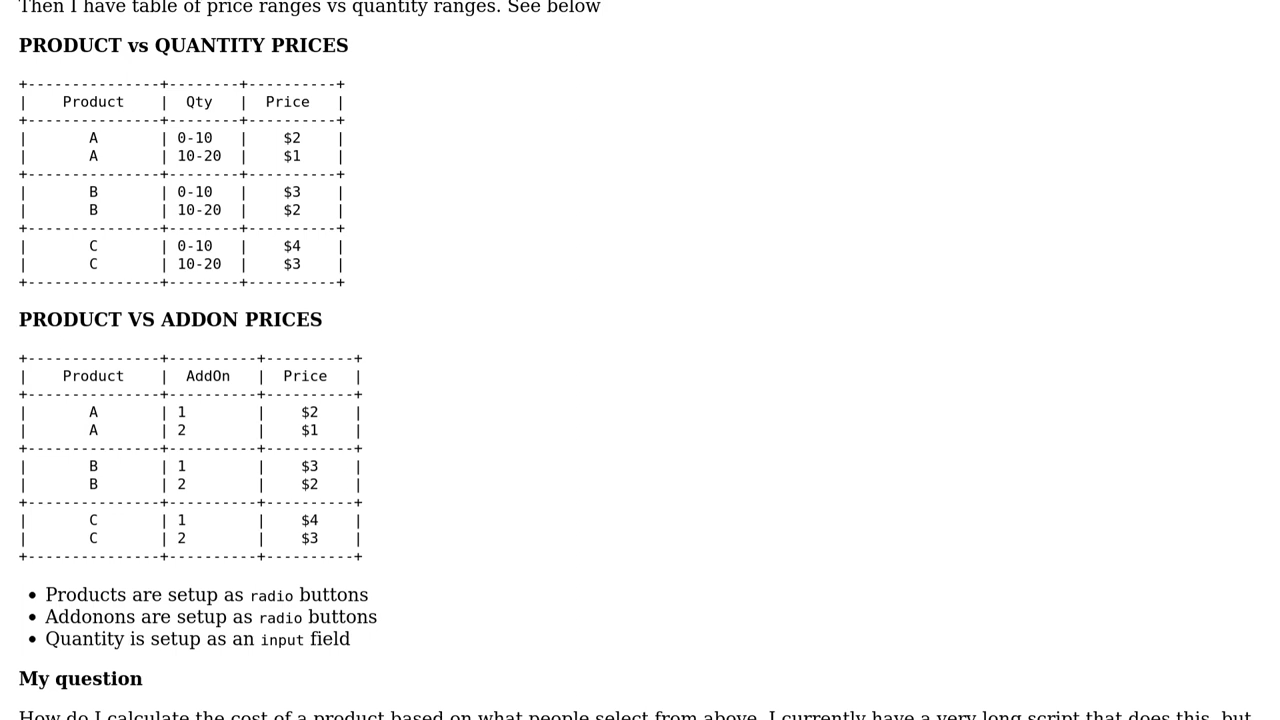 Then I have table of price ranges vs quantity ranges. See below
PRODUCT vs QUANTITY PRICES
+---------------+--------+----------+
|    Product    |  Qty   |  Price   |
+---------------+--------+----------+
|       A       | 0-10   |    $2    |
|       A       | 10-20  |    $1    |
+---------------+--------+----------+
|       B       | 0-10   |    $3    |
|       B       | 10-20  |    $2    |
+---------------+--------+----------+
|       C       | 0-10   |    $4    |
|       C       | 10-20  |    $3    |
+---------------+--------+----------+
PRODUCT VS ADDON PRICES
+---------------+----------+----------+
|    Product    |  AddOn   |  Price   |
+---------------+----------+----------+
|       A       | 1        |    $2    |
|       A       | 2        |    $1    |
+---------------+----------+----------+
|       B       | 1        |    $3    |
|       B       | 2        |    $2    |
+---------------+----------+----------+
|       C       | 1        |    $4    |
|       C       | 2        |    $3    |
+---------------+----------+----------+
• Products are setup as radio buttons
• Addonons are setup as radio buttons
• Quantity is setup as an input field
My question
How do I calculate the cost of a product based on what people select from above. I currently have a very long script that does this, but